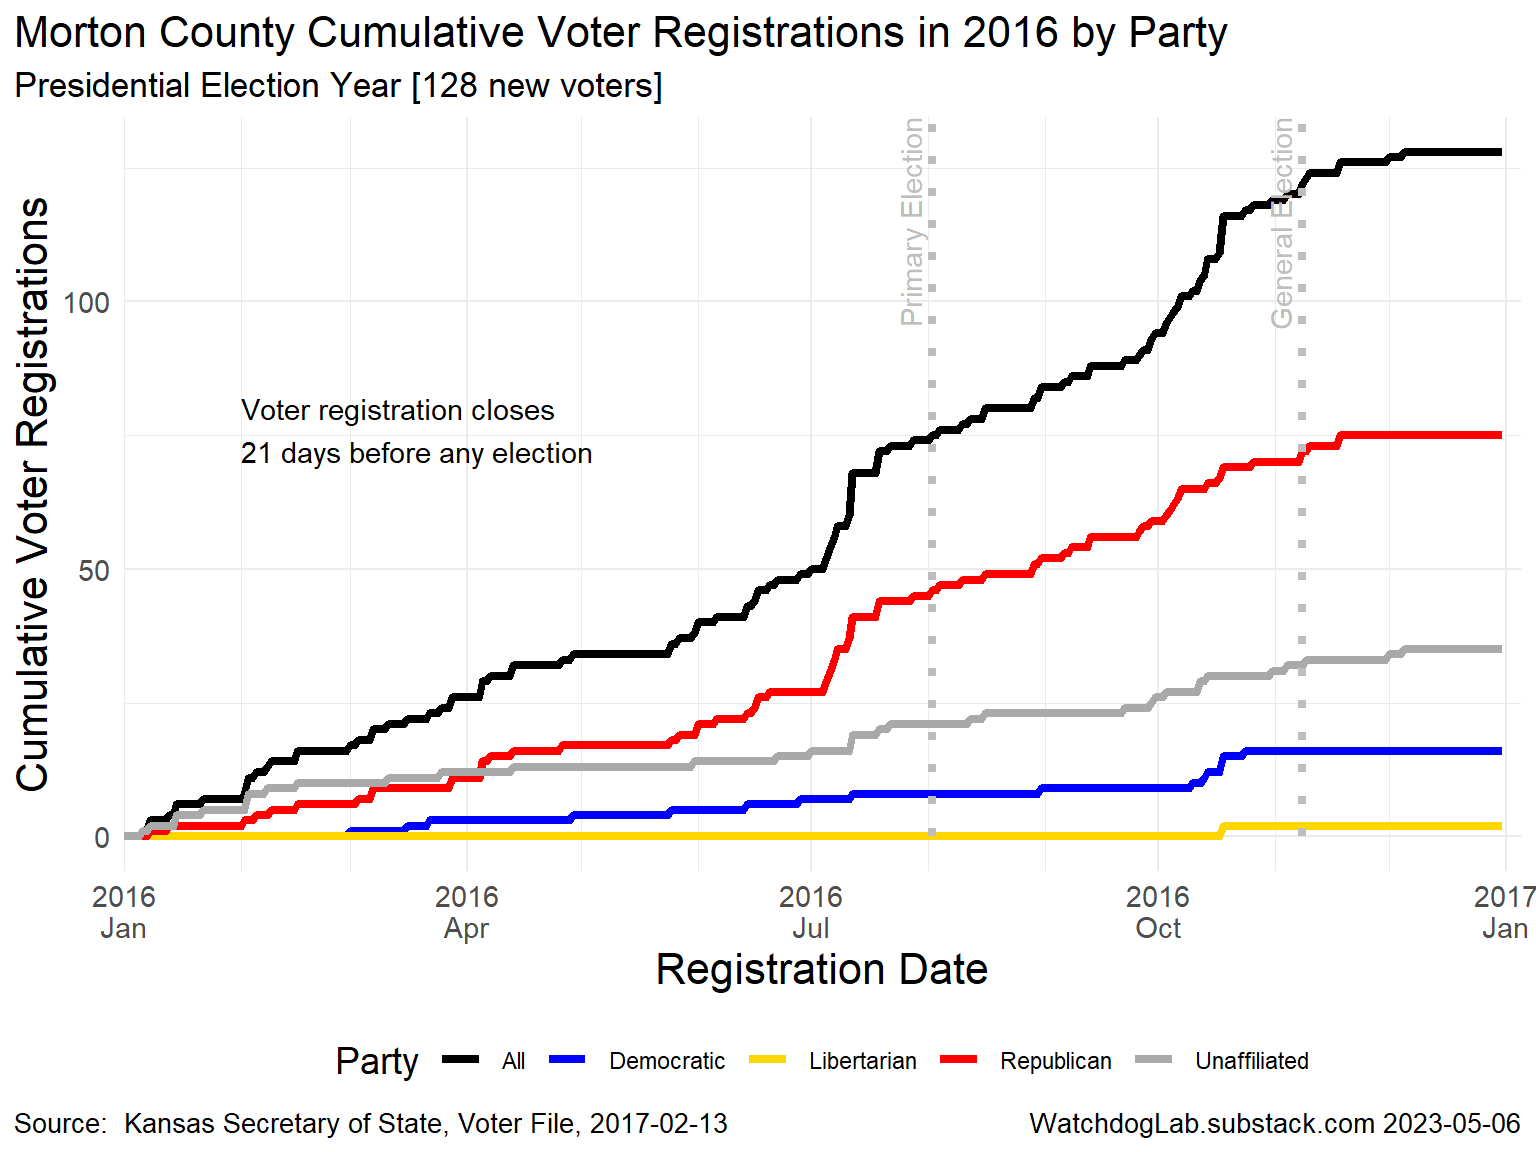 Morton County Cumulative Voter Registrations in 2016 by Party
Presidential Election Year [128 new voters]
Cumulative Voter Registrations
100
50
0
Primary Election
General Election
Voter registration closes
21 days before any election
2016
Jan
2016
Apr
2016
Jul
2016
Oct
2017
Jan
Registration Date
Party
All
Democratic
Libertarian
Republican
Unaffiliated
Source:  Kansas Secretary of State, Voter File, 2017-02-13
WatchdogLab.substack.com 2023-05-06